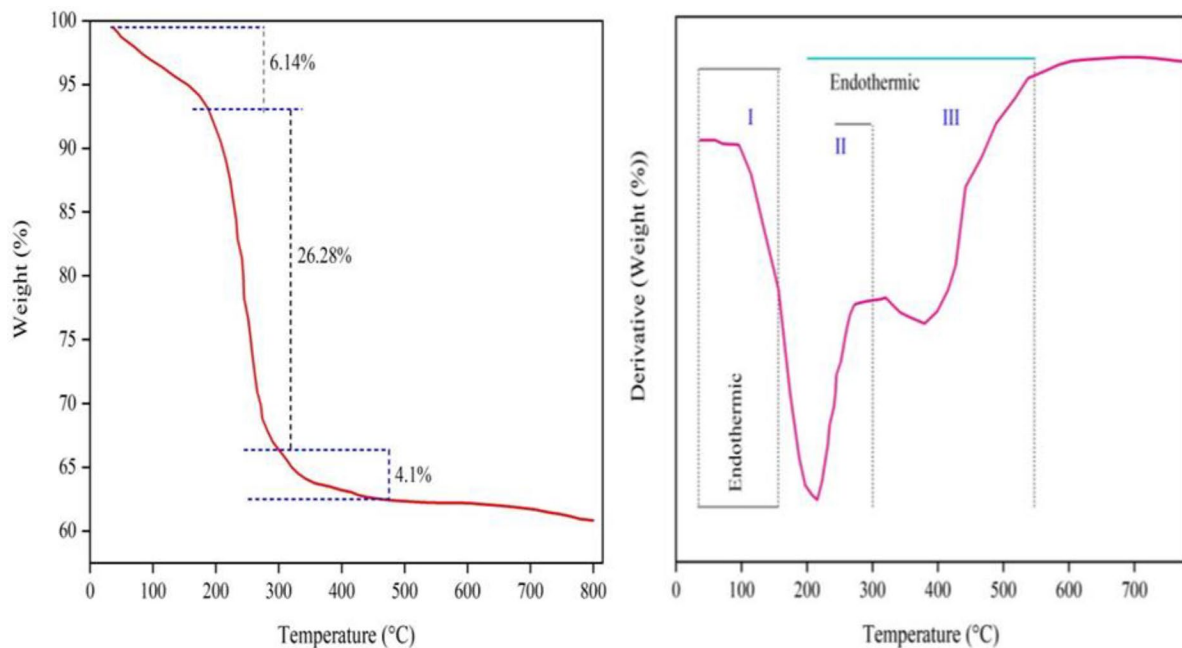 Weight (%)
100
95
90
85
80
75
70
65
60
6.14%
26.28%
4.1%
0 100 200 300 400 500 600 700 800
Temperature (°C)
Derivative (Weight (%))
Endothermic
I
II
III
Endothermic
0 100 200 300 400 500 600 700
Temperature (°C)